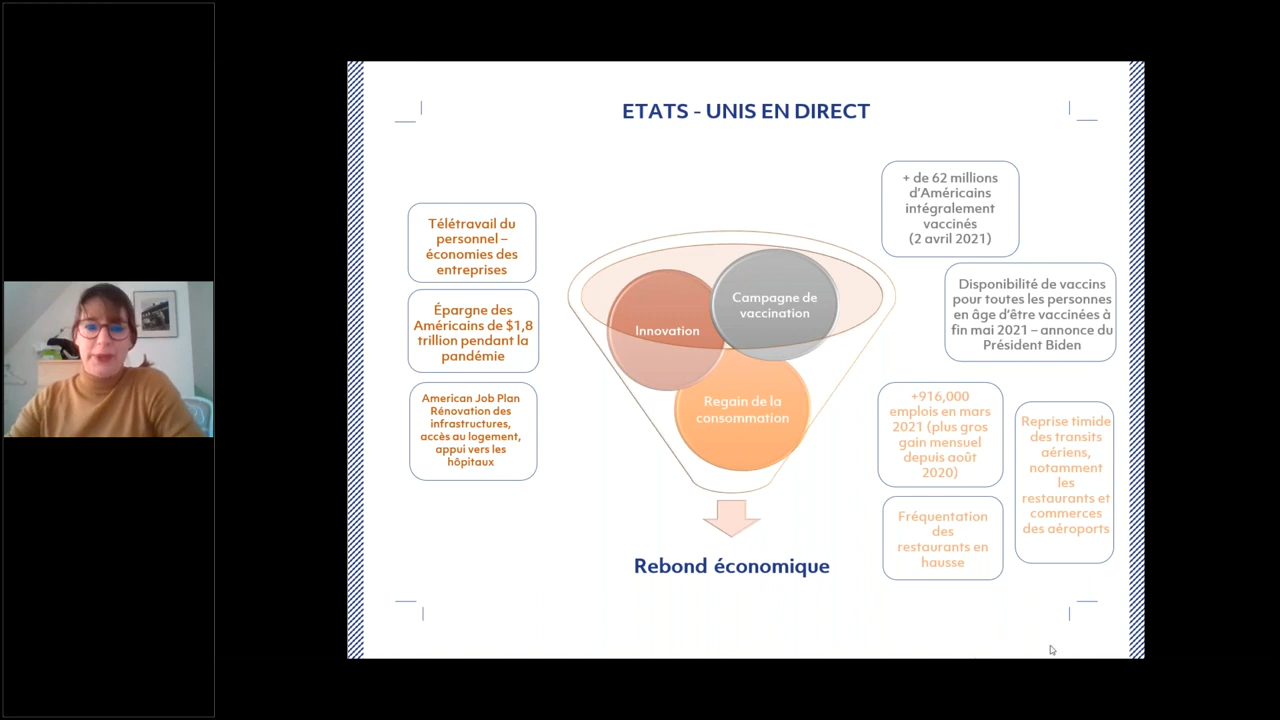 ETATS - UNIS EN DIRECT
Télétravail du
personnel –
économies des
entreprises
Épargne des
Américains de $1,8
trillion pendant la
pandémie
American Job Plan
Rénovation des
infrastructures,
accès au logement,
appui vers les
hôpitaux
Innovation
Campagne de
vaccination
Regain de la
consommation
Rebond économique
+ de 62 millions
d'Américains
intégralement
vaccinés
(2 avril 2021)
Disponibilité de vaccins
pour toutes les personnes
en âge d'être vaccinées à
fin mai 2021 – annonce du
Président Biden
+916,000
emplois en mars
2021 (plus gros
gain mensuel
depuis août
2020)
Reprise timide
des transits
aériens,
notamment
les
restaurants et
commerces
des aéroports
Fréquentation
des
restaurants en
hausse